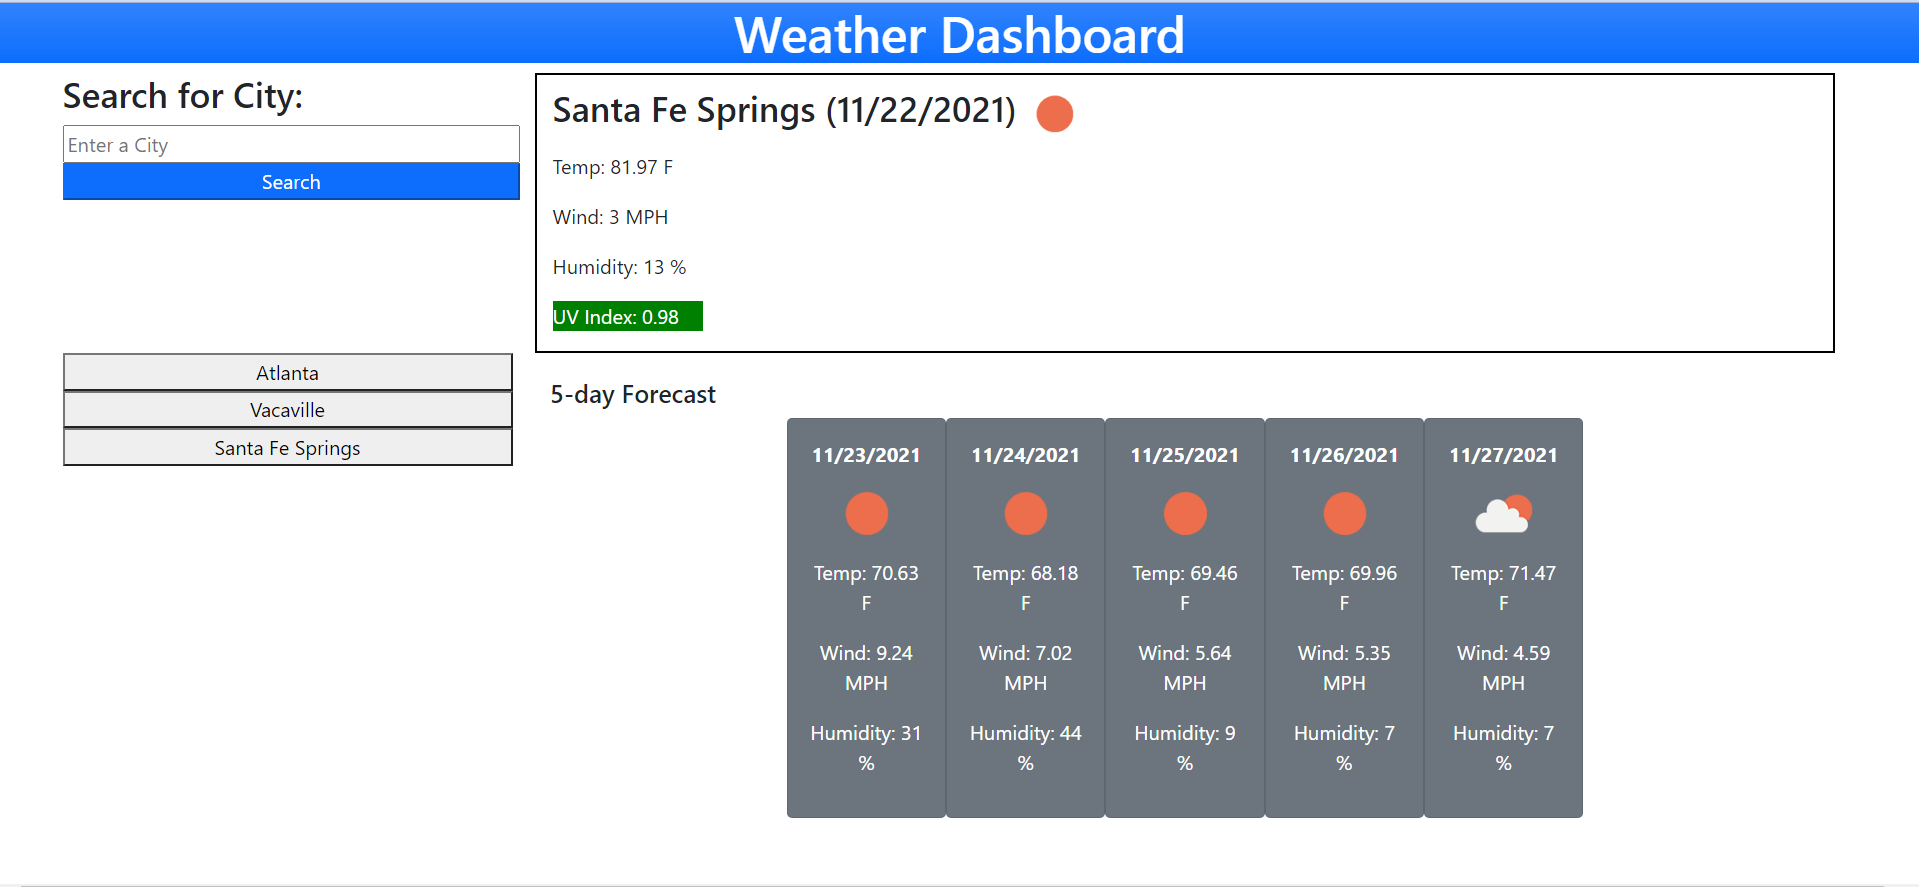 Weather Dashboard
Search for City:
Enter a City
Search
Atlanta
Vacaville
Santa Fe Springs
Santa Fe Springs (11/22/2021)
Temp: 81.97 F
Wind: 3 MPH
Humidity: 13 %
UV Index: 0.98
5-day Forecast
11/23/2021
Temp: 70.63
F
Wind: 9.24
MPH
Humidity: 31
%
11/24/2021
Temp: 68.18
F
Wind: 7.02
MPH
Humidity: 44
%
11/25/2021
Temp: 69.46
F
Wind: 5.64
MPH
Humidity: 9
%
11/26/2021
Temp: 69.96
F
Wind: 5.35
MPH
Humidity: 7
%
11/27/2021
Temp: 71.47
F
Wind: 4.59
MPH
Humidity: 7
%